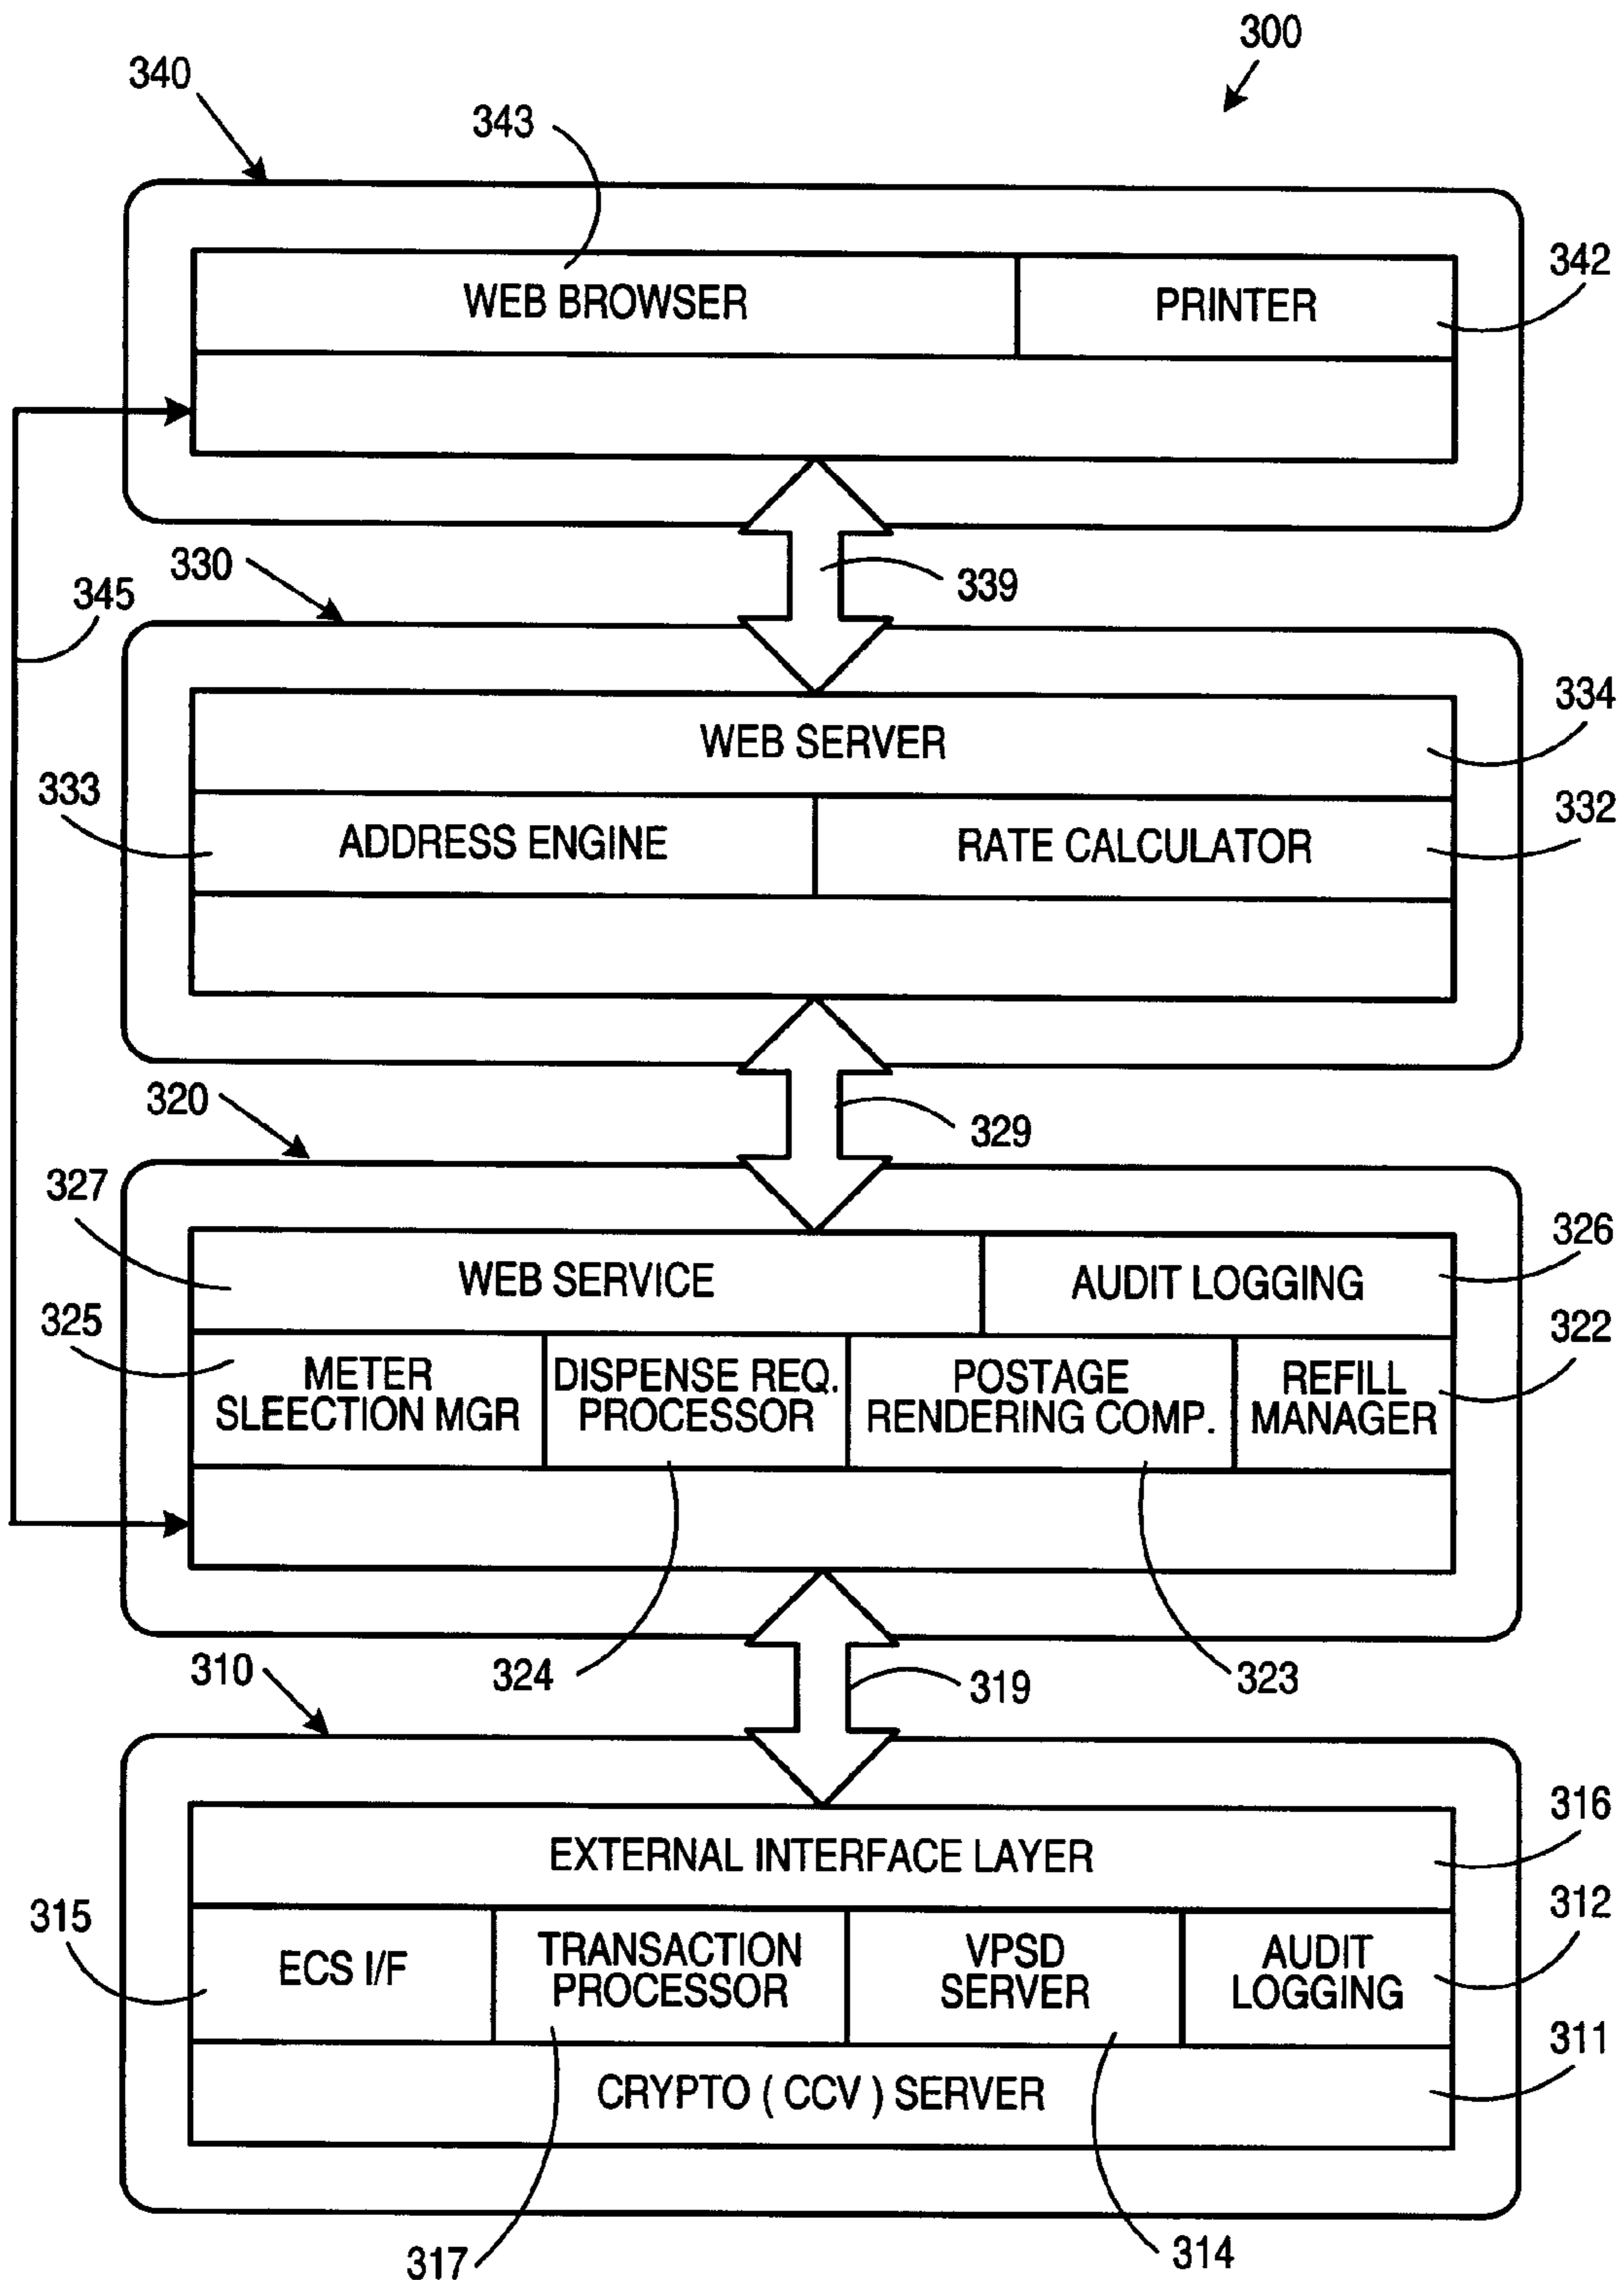 300
340
343
342
WEB BROWSER
PRINTER
339
330
345
334
WEB SERVER
333
332
ADDRESS ENGINE
RATE CALCULATOR
329
320
327
326
WEB SERVICE
AUDIT LOGGING
325
322
METER
SLEECTION MGR
DISPENSE REQ.
PROCESSOR
POSTAGE
RENDERING COMP.
REFILL
MANAGER
324
323
319
310
316
EXTERNAL INTERFACE LAYER
315
312
ECS I/F
TRANSACTION
PROCESSOR
VPSD
SERVER
AUDIT
LOGGING
311
CRYPTO ( CCV ) SERVER
317
314